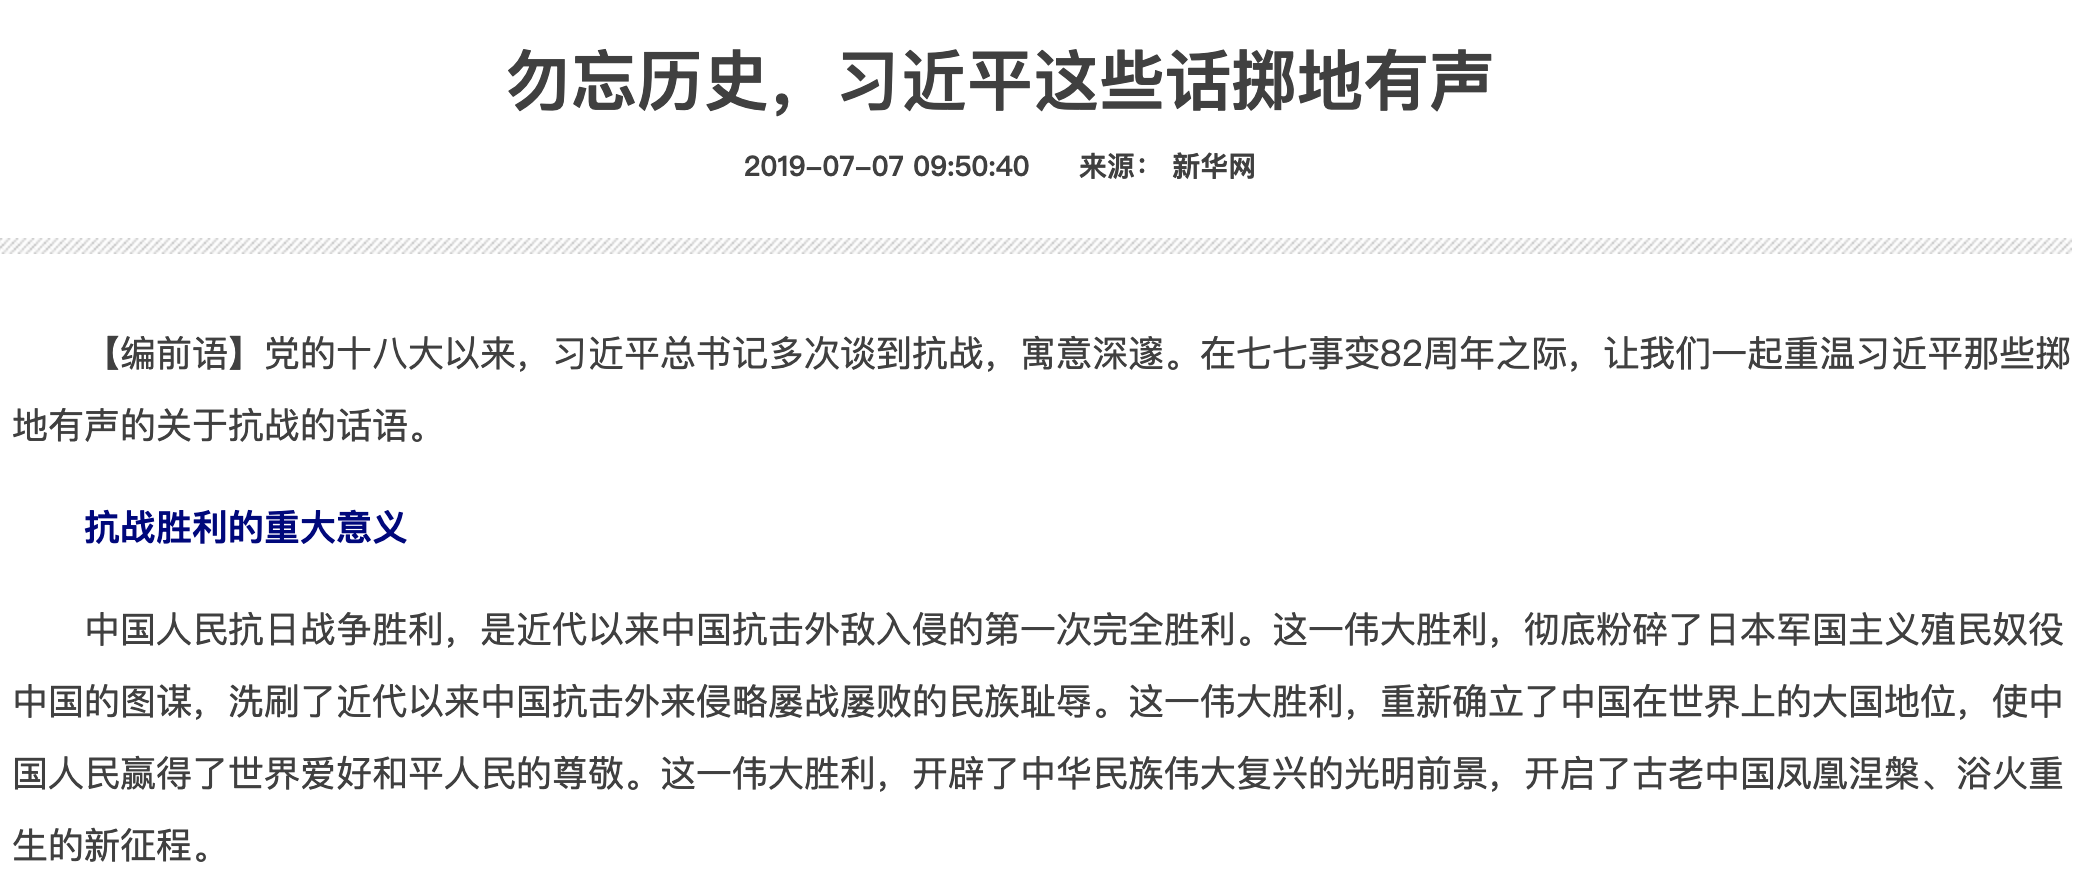 勿忘历史，习近平这些话掷地有声
2019-07-07 09:50:40 来源： 新华网
【编前语】党的十八大以来，习近平总书记多次谈到抗战，寓意深邃。在七七事变82周年之际，让我们一起重温习近平那些掷
地有声的关于抗战的话语。
抗战胜利的重大意义
中国人民抗日战争胜利，是近代以来中国抗击外敌入侵的第一次完全胜利。这一伟大胜利，彻底粉碎了日本军国主义殖民奴役
中国的图谋，洗刷了近代以来中国抗击外来侵略屡战屡败的民族耻辱。这一伟大胜利，重新确立了中国在世界上的大国地位，使中
国人民赢得了世界爱好和平人民的尊敬。这一伟大胜利，开辟了中华民族伟大复兴的光明前景，开启了古老中国凤凰涅槃、浴火重
生的新征程。